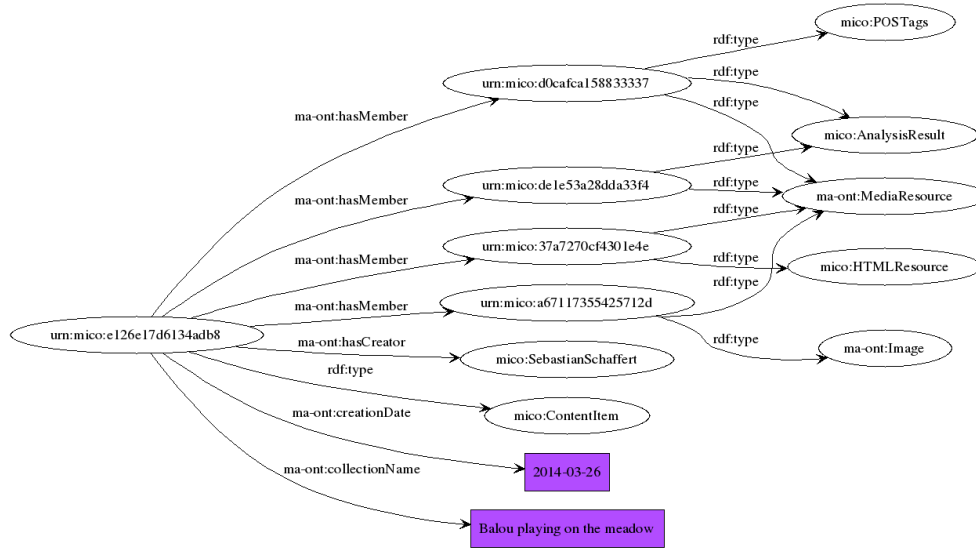 mico:POSTags
rdf:type
urn:mico:d0cafca158833337
rdf:type
rdf:type
ma-ont:hasMember
mico:AnalysisResult
rdf:type
urn:mico:de1e53a28dda33f4
rdf:type
ma-ont:MediaResource
ma-ont:hasMember
rdf:type
urn:mico:37a7270cf4301e4e
ma-ont:hasMember
rdf:type
mico:HTMLResource
rdf:type
ma-ont:hasMember
urn:mico:a67117355425712d
urn:mico:e126e17d6134adb8
rdf:type
ma-ont:Image
ma-ont:hasCreator
mico:SebastianSchaffert
rdf:type
ma-ont:creationDate
mico:ContentItem
ma-ont:collectionName
2014-03-26
Balou playing on the meadow